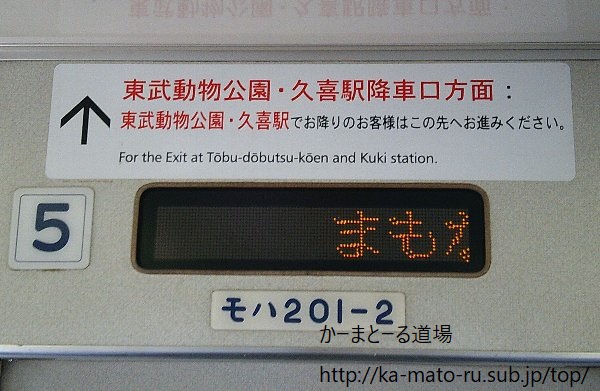 東武動物公園・久喜駅降車口方面：
東武動物公園・久喜駅でお降りのお客様はこの先へお進みください。
For the Exit at Tōbu-dōbutsu-kōen and Kuki station.
5
まも
モハ201-2
かーまとーる道場
http://ka-mato-ru.sub.jp/top/